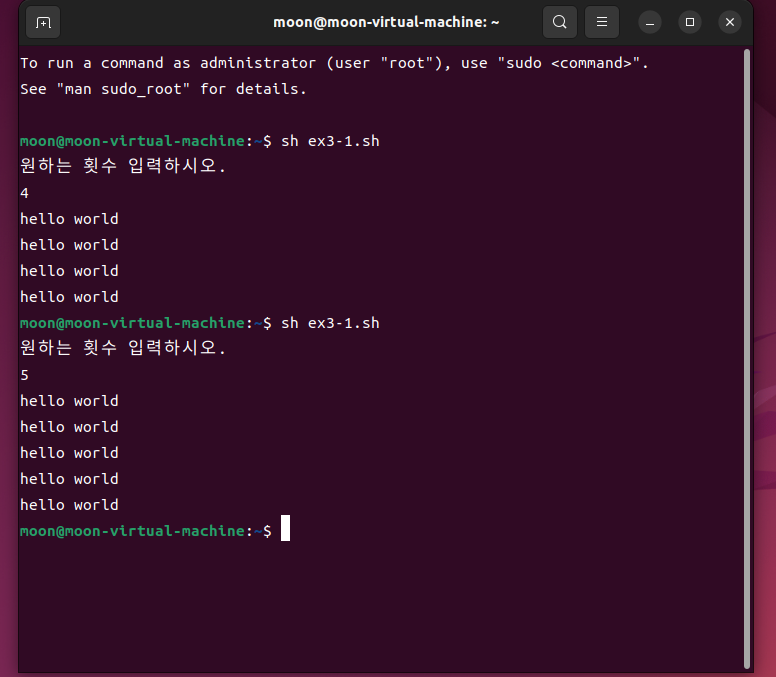 moon@moon-virtual-machine: ~
To run a command as administrator (user "root"), use "sudo <command>".
See "man sudo_root" for details.
moon@moon-virtual-machine:~$ sh ex3-1.sh
원하는 횟수 입력하시오.
4
hello world
hello world
hello world
hello world
moon@moon-virtual-machine:~$ sh ex3-1.sh
원하는 횟수 입력하시오.
5
hello world
hello world
hello world
hello world
hello world
moon@moon-virtual-machine:~$